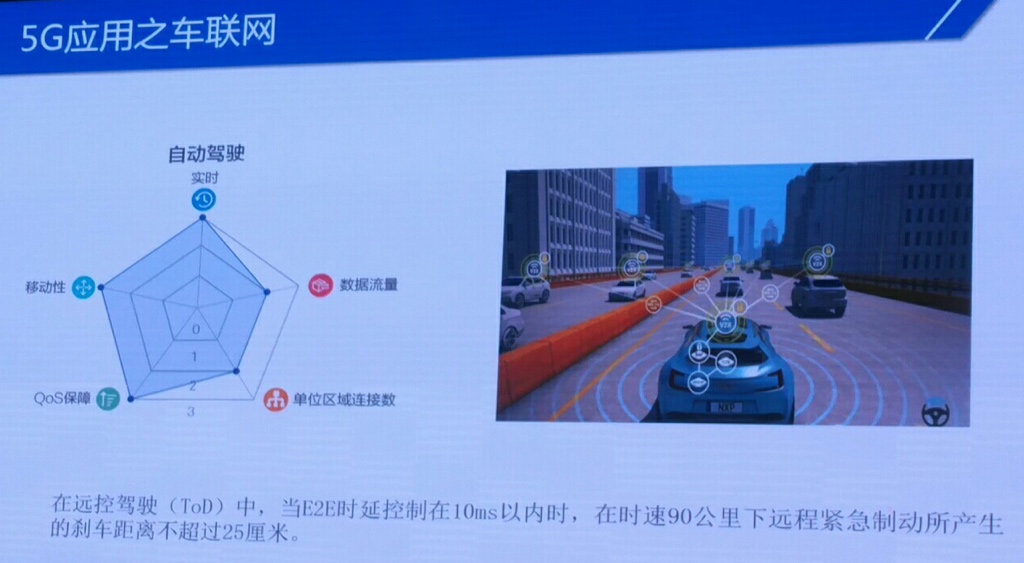 5G应用之车联网
自动驾驶
实时
移动性
数据流量
0
1
2
3
QoS保障
单位区域连接数
V2X
NXP
在远控驾驶（ToD）中，当E2E时延控制在10ms以内时，在时速90公里下远程紧急制动所产生
的刹车距离不超过25厘米。